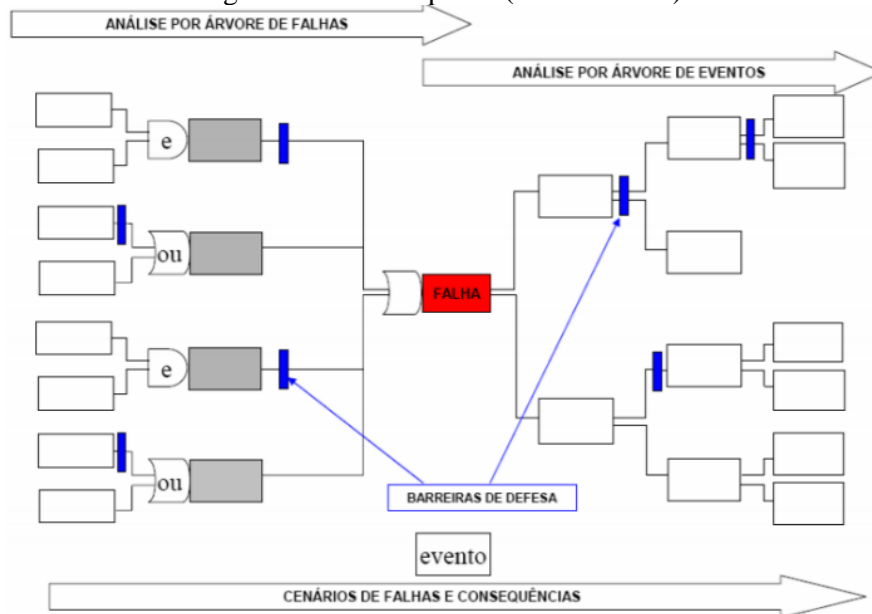 ANÁLISE POR ÁRVORE DE FALHAS
ANÁLISE POR ÁRVORE DE EVENTOS
e
ou
FALHA
e
ou
BARREIRAS DE DEFESA
evento
CENÁRIOS DE FALHAS E CONSEQUÊNCIAS